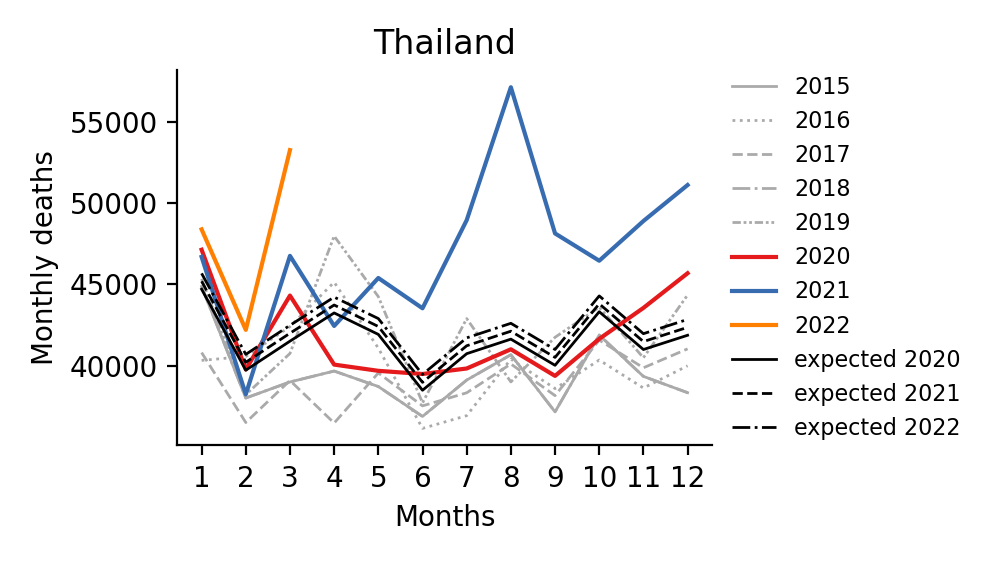 Thailand
Monthly deaths
55000
50000
45000
40000
1 2 3 4 5 6 7 8 9 10 11 12
Months
2015
2016
2017
2018
2019
2020
2021
2022
expected 2020
expected 2021
expected 2022